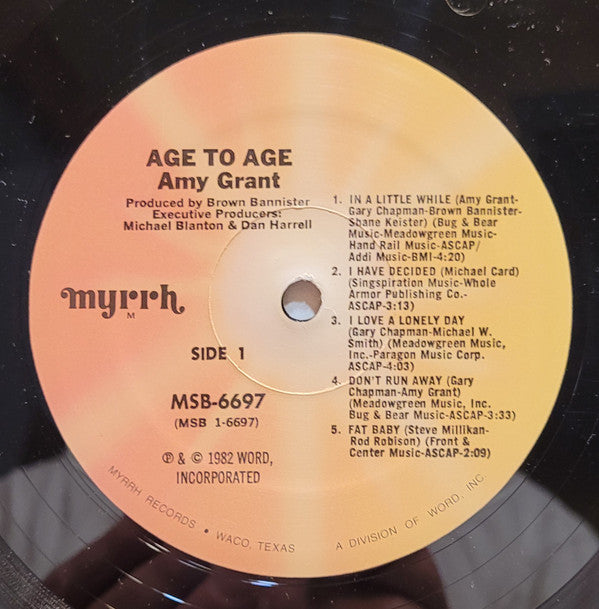 AGE TO AGE
Amy Grant
Produced by Brown Bannister
Executive Producers:
Michael Blanton & Dan Harrell
myrrh
M
SIDE 1
MSB-6697
(MSB 1-6697)
℗ & © 1982 WORD,
INCORPORATED
1. IN A LITTLE WHILE (Amy Grant-
Gary Chapman-Brown Bannister-
Shane Keister) (Bug & Bear
Music-Meadowgreen Music-
Hand Rail Music-ASCAP/
Addi Music-BMI-4:20)
2. I HAVE DECIDED (Michael Card)
(Singspiration Music-Whole
Armor Publishing Co.-
ASCAP-3:13)
3. I LOVE A LONELY DAY
(Gary Chapman-Michael W.
Smith) (Meadowgreen Music,
Inc.-Paragon Music Corp.
ASCAP-4:03)
4. DON'T RUN AWAY (Gary
Chapman-Amy Grant)
(Meadowgreen Music, Inc.
Bug & Bear Music-ASCAP-3:33)
5. FAT BABY (Steve Millikan-
Rod Robison) (Front &
Center Music-ASCAP-2:09)
MYRRH RECORDS • WACO, TEXAS A DIVISION OF WORD, INC.